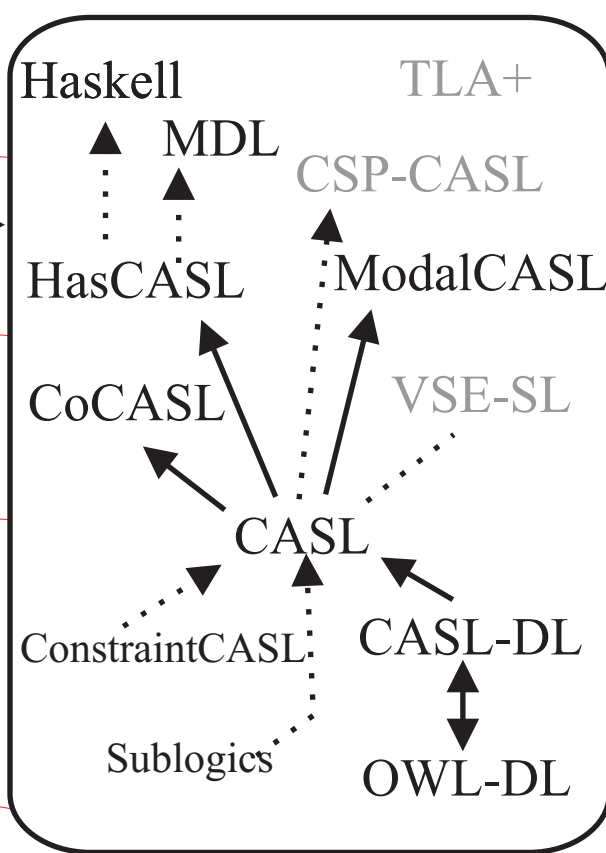 Haskell
TLA+
MDL
CSP-CASL
HasCASL
ModalCASL
CoCASL
VSE-SL
CASL
ConstraintCASL
CASL-DL
Sublogics
OWL-DL